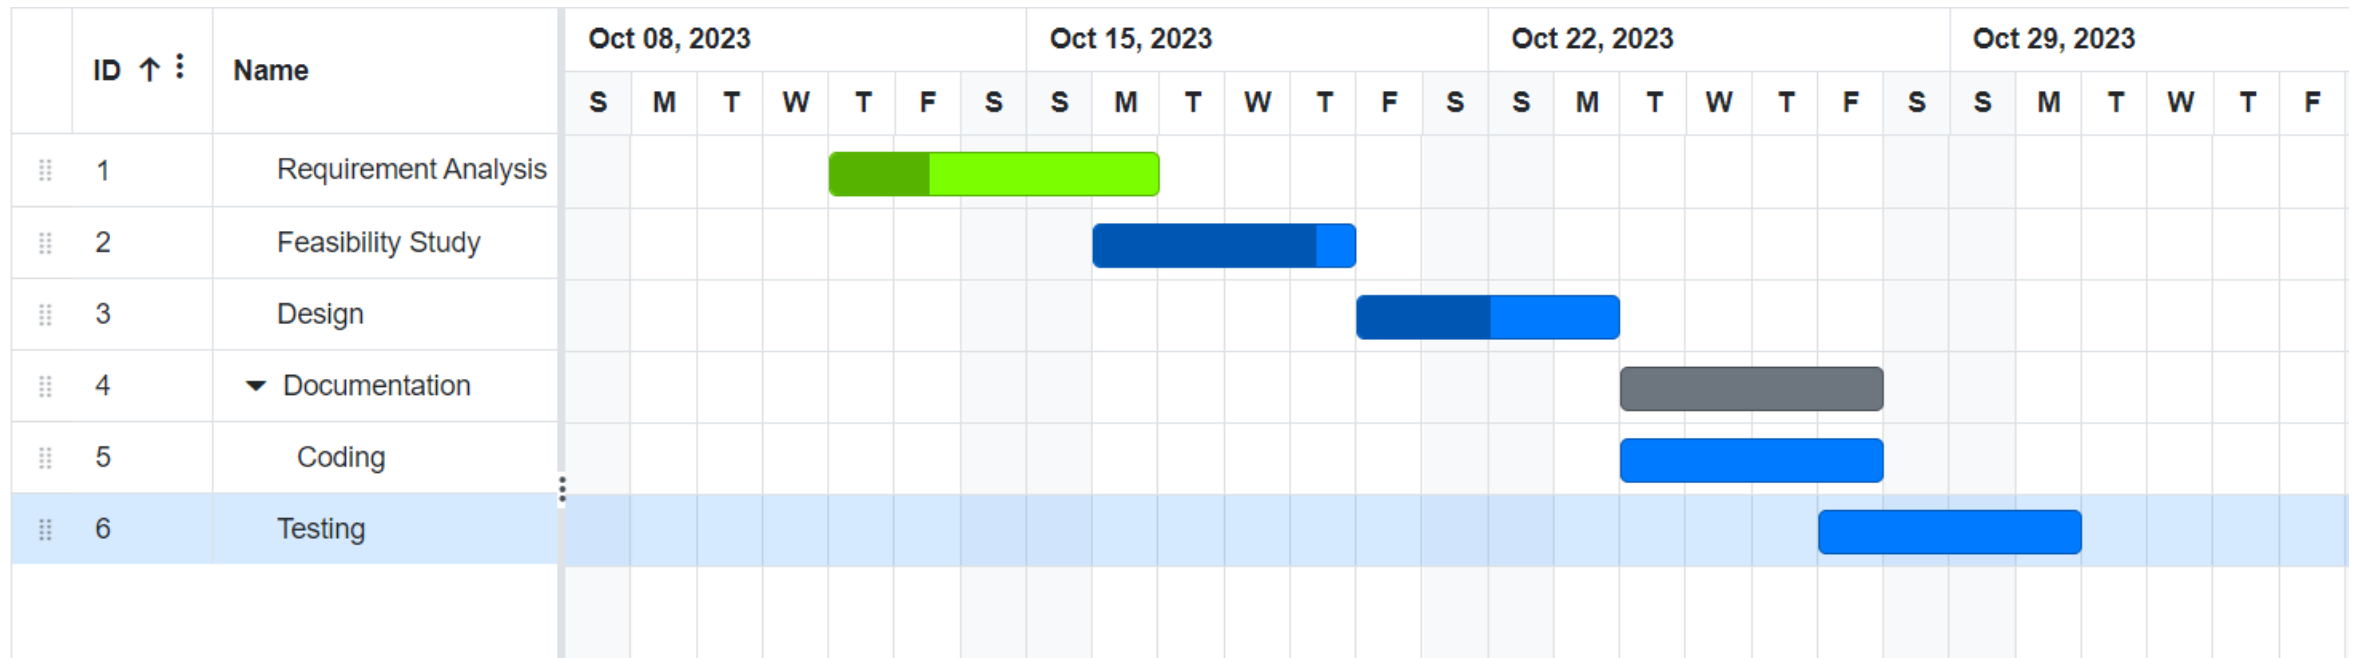 ID Name Oct 08, 2023 Oct 15, 2023 Oct 22, 2023 Oct 29, 2023
S M T W T F S S M T W T F S S M T W T F S S M T W T F
1 Requirement Analysis
2 Feasibility Study
3 Design
4 Documentation
5 Coding
6 Testing